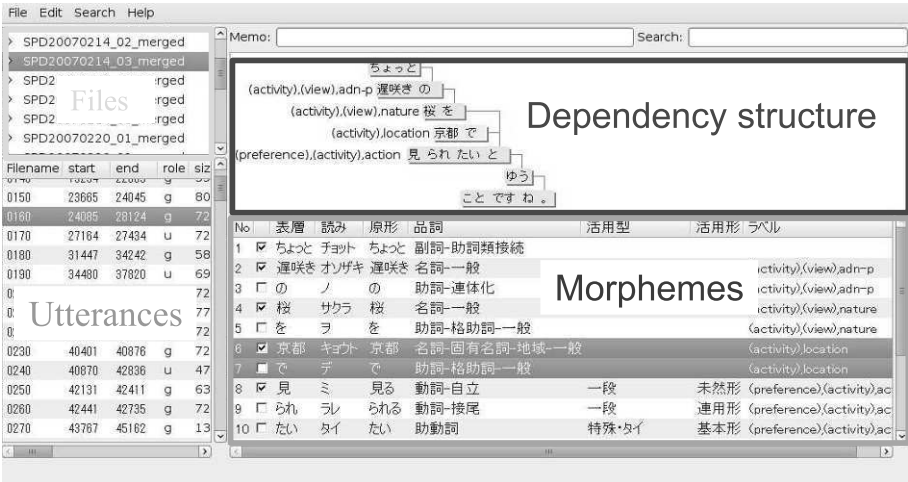 File Edit Search Help
Memo: Search:
SPD20070214_02_merged
SPD20070214_03_merged
SPD2 rged
SPD2 rged
SPD2 rged
SPD20070220_01_merged
Files
ちょっと
(activity),(view),adn-p 遅咲き の
(activity),(view),nature 桜 を
(activity),location 京都 で
(preference),(activity),action 見 られ たい と
ゆう
こと です ね 。
Dependency structure
Filename start end role siz
0150 23665 24045 g 80
0160 24085 28124 g 72
0170 27164 27434 u 72
0180 31447 34242 g 58
0190 34480 37820 u 69
72
77
72
Utterances
0230 40401 40876 g 72
0240 40870 42836 u 47
0250 42131 42411 g 63
0260 42441 42735 g 72
0270 43767 45162 g 13
No 表層 読み 原形 品詞 活用型 活用形 ラベル
1 ちょっと チョット ちょっと 副詞-助詞類接続
2 遅咲き オソザキ 遅咲き 名詞-一般 activity),(view),adn-p
3 の ノ の 助詞-連体化 activity),(view),adn-p
4 桜 サクラ 桜 名詞-一般 activity),(view),nature
5 を ヲ を 助詞-格助詞-一般 (activity),(view),nature
6 京都 キョウト 京都 名詞-固有名詞-地域-一般 (activity),location
7 で デ で 助詞-格助詞-一般 (activity),location
8 見 ミ 見る 動詞-自立 一段 未然形 (preference),(activity),ac
9 られ ラレ られる 動詞-接尾 一段 連用形 (preference),(activity),ac
10 たい タイ たい 助動詞 特殊・タイ 基本形 (preference),(activity),ac
Morphemes